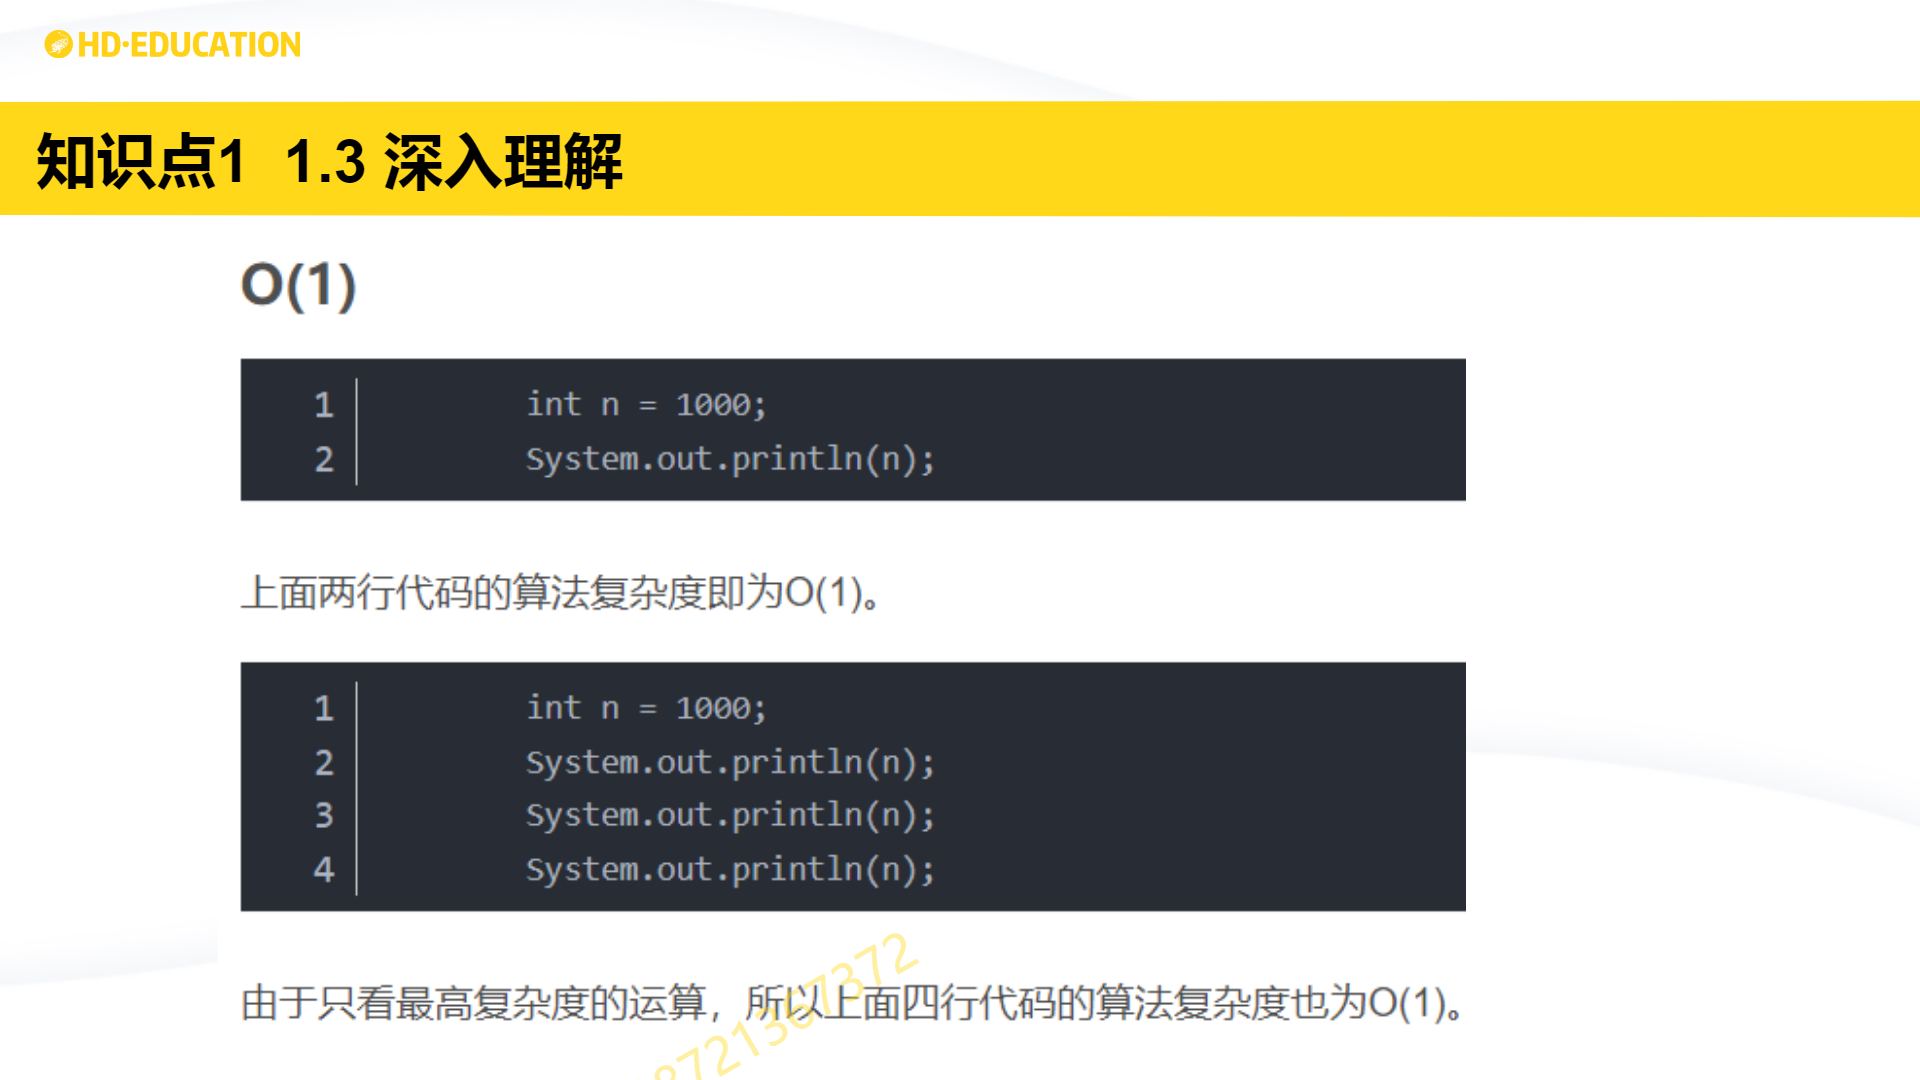 HD·EDUCATION
知识点1 1.3 深入理解
O(1)
1 int n = 1000;
2 System.out.println(n);
上面两行代码的算法复杂度即为O(1)。
1 int n = 1000;
2 System.out.println(n);
3 System.out.println(n);
4 System.out.println(n);
由于只看最高复杂度的运算，所以上面四行代码的算法复杂度也为O(1)。